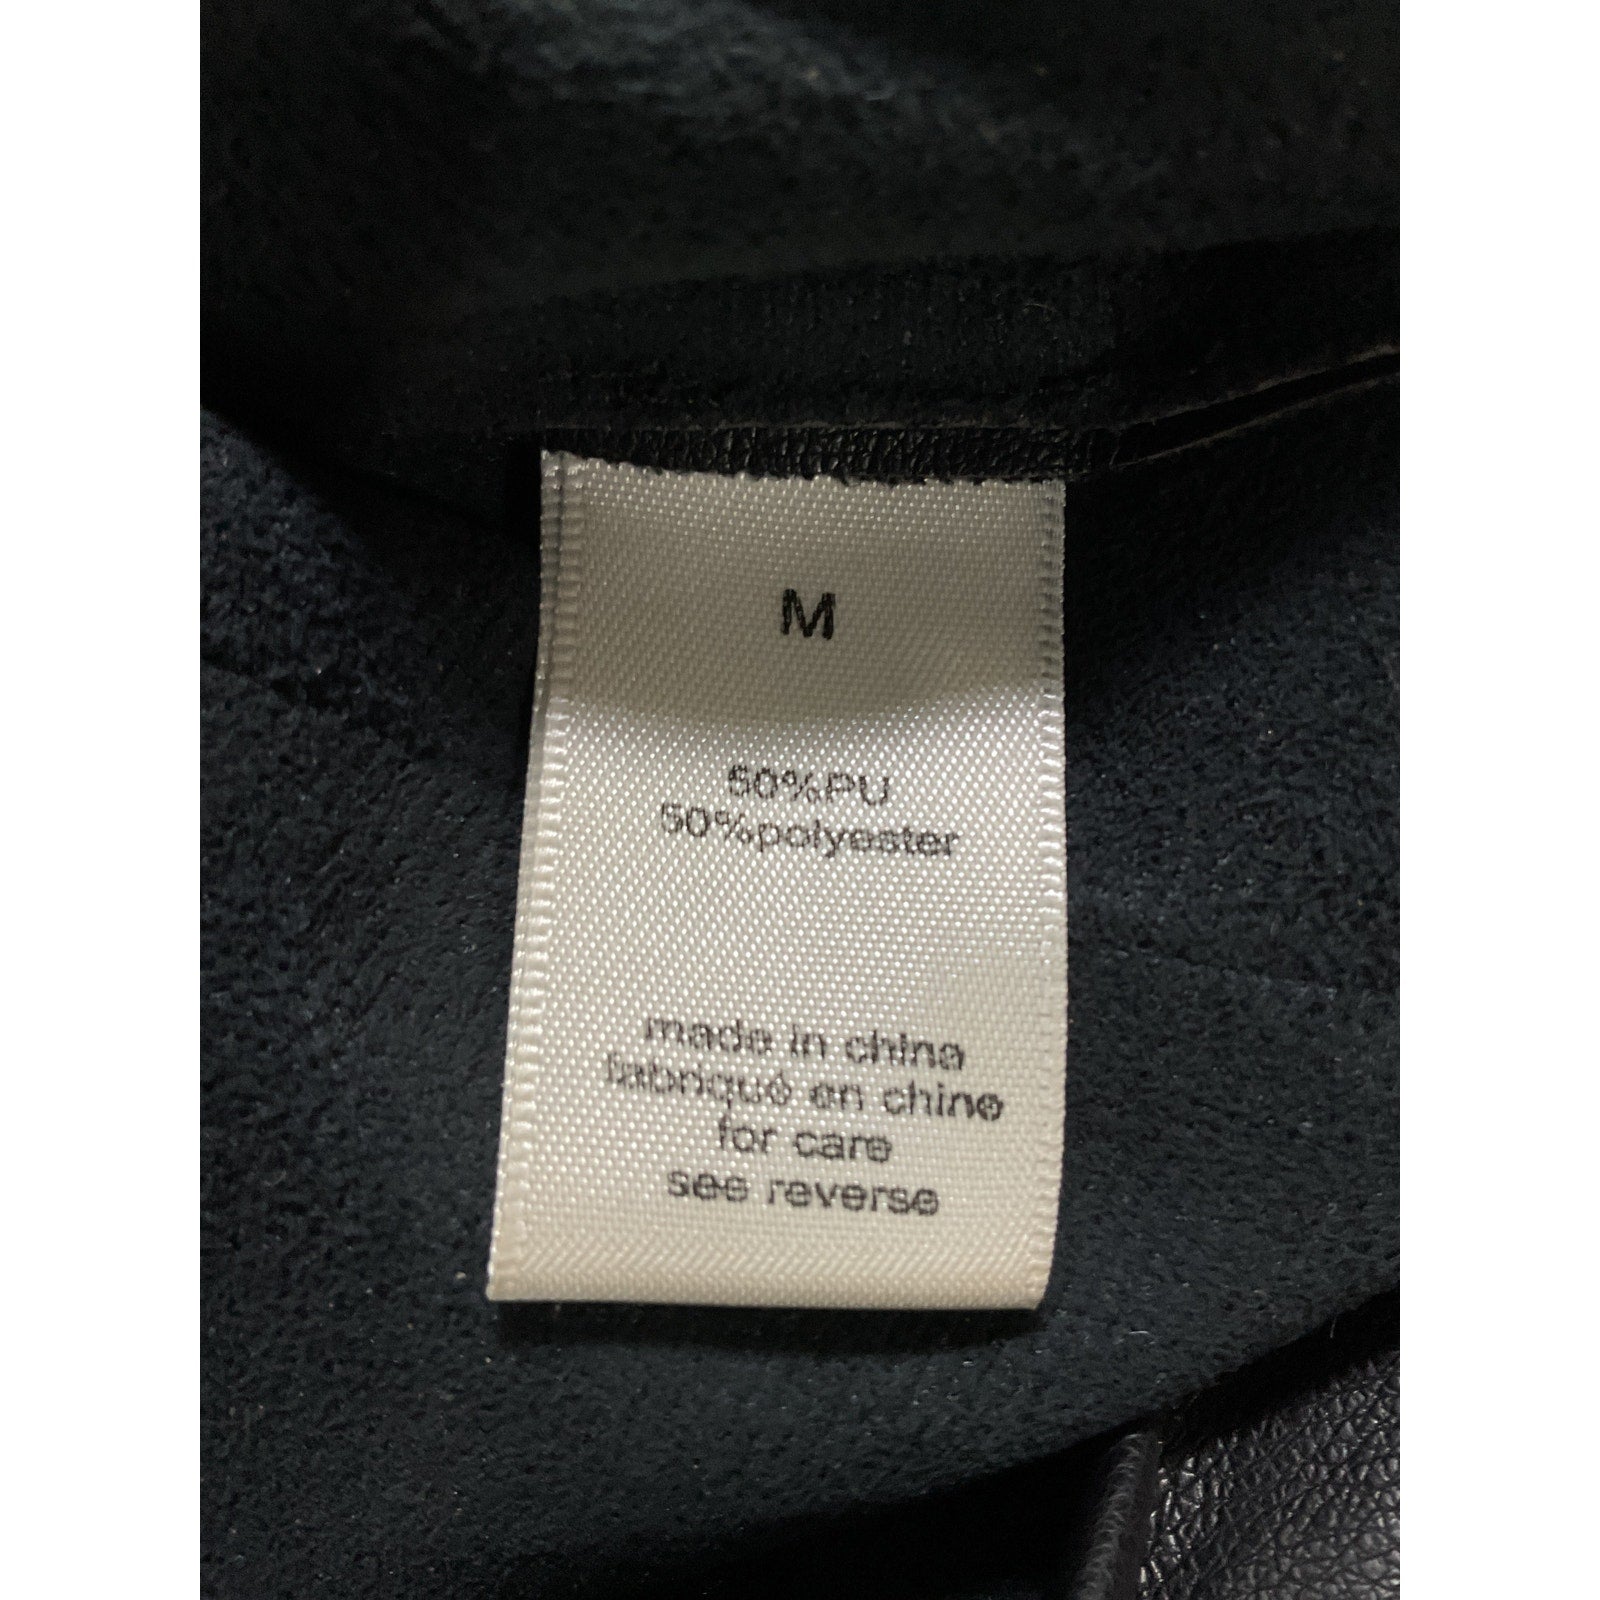 M
50%PU
50%polyester
made in china
fabriqué en chine
for care
see reverse